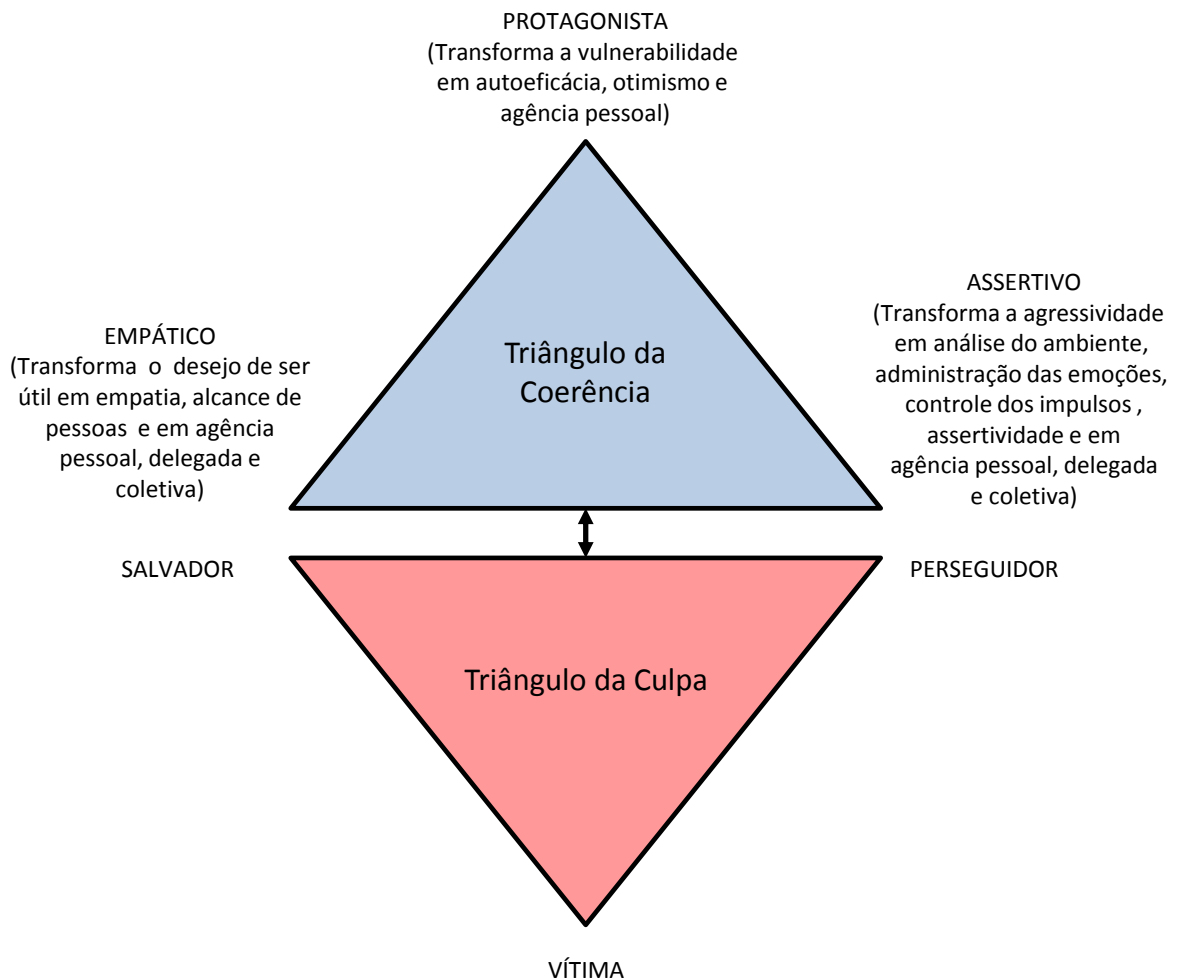 PROTAGONISTA
(Transforma a vulnerabilidade
em autoeficácia, otimismo e
agência pessoal)
EMPÁTICO
(Transforma o desejo de ser
útil em empatia, alcance de
pessoas e em agência
pessoal, delegada e
coletiva)
Triângulo da
Coerência
ASSERTIVO
(Transforma a agressividade
em análise do ambiente,
administração das emoções,
controle dos impulsos ,
assertividade e em
agência pessoal, delegada
e coletiva)
SALVADOR
PERSEGUIDOR
Triângulo da Culpa
VÍTIMA